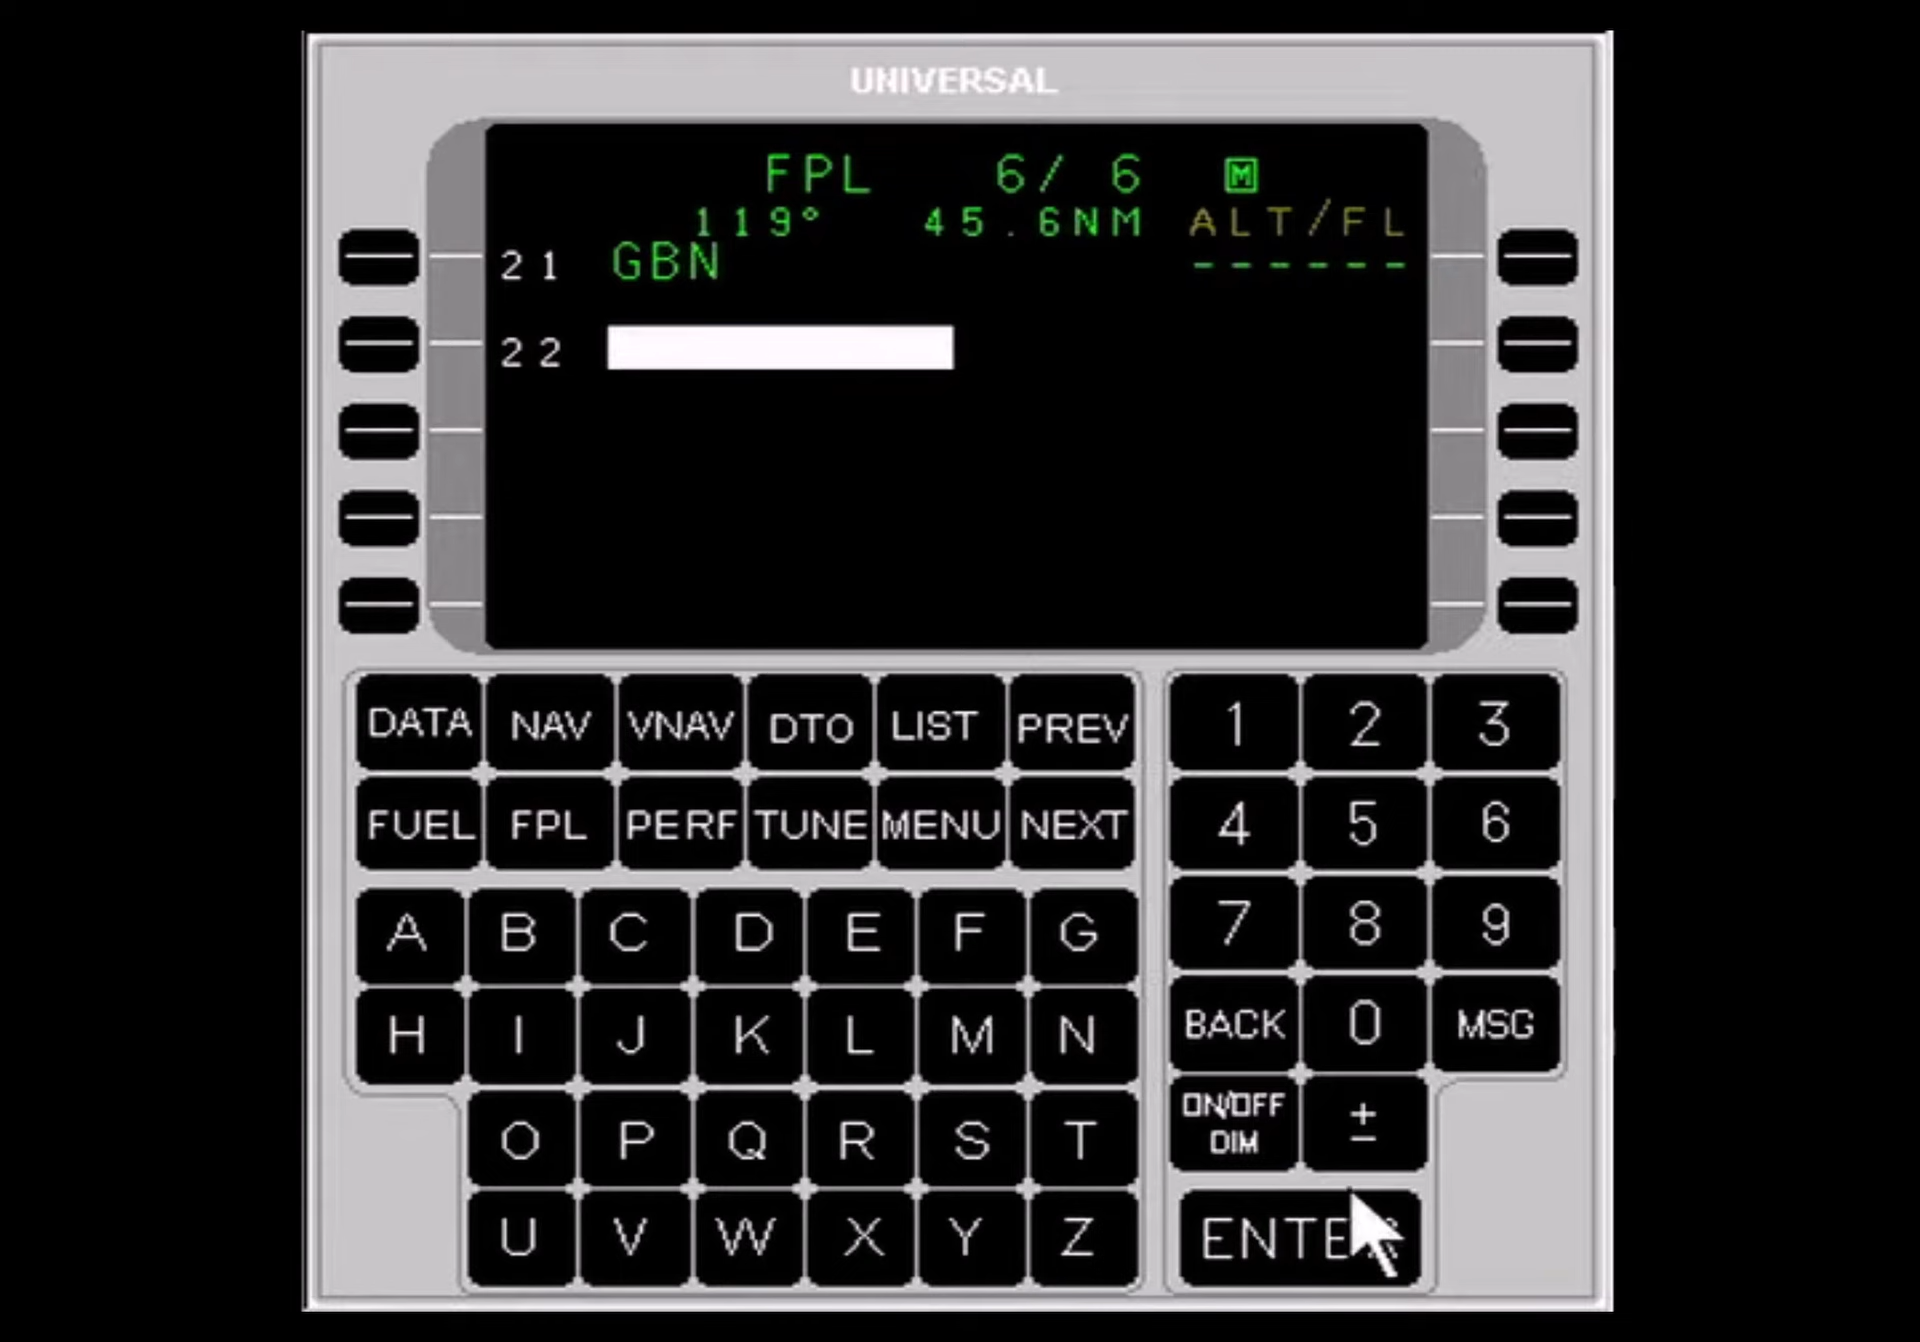 UNIVERSAL
FPL 6/ 6 M
119° 45.6NM ALT/FL
21 GBN ------
22
DATA NAV VNAV DTO LIST PREV 1 2 3
FUEL FPL PERF TUNE MENU NEXT 4 5 6
A B C D E F G 7 8 9
H I J K L M N BACK 0 MSG
O P Q R S T ON/OFF DIM ±
U V W X Y Z ENTER